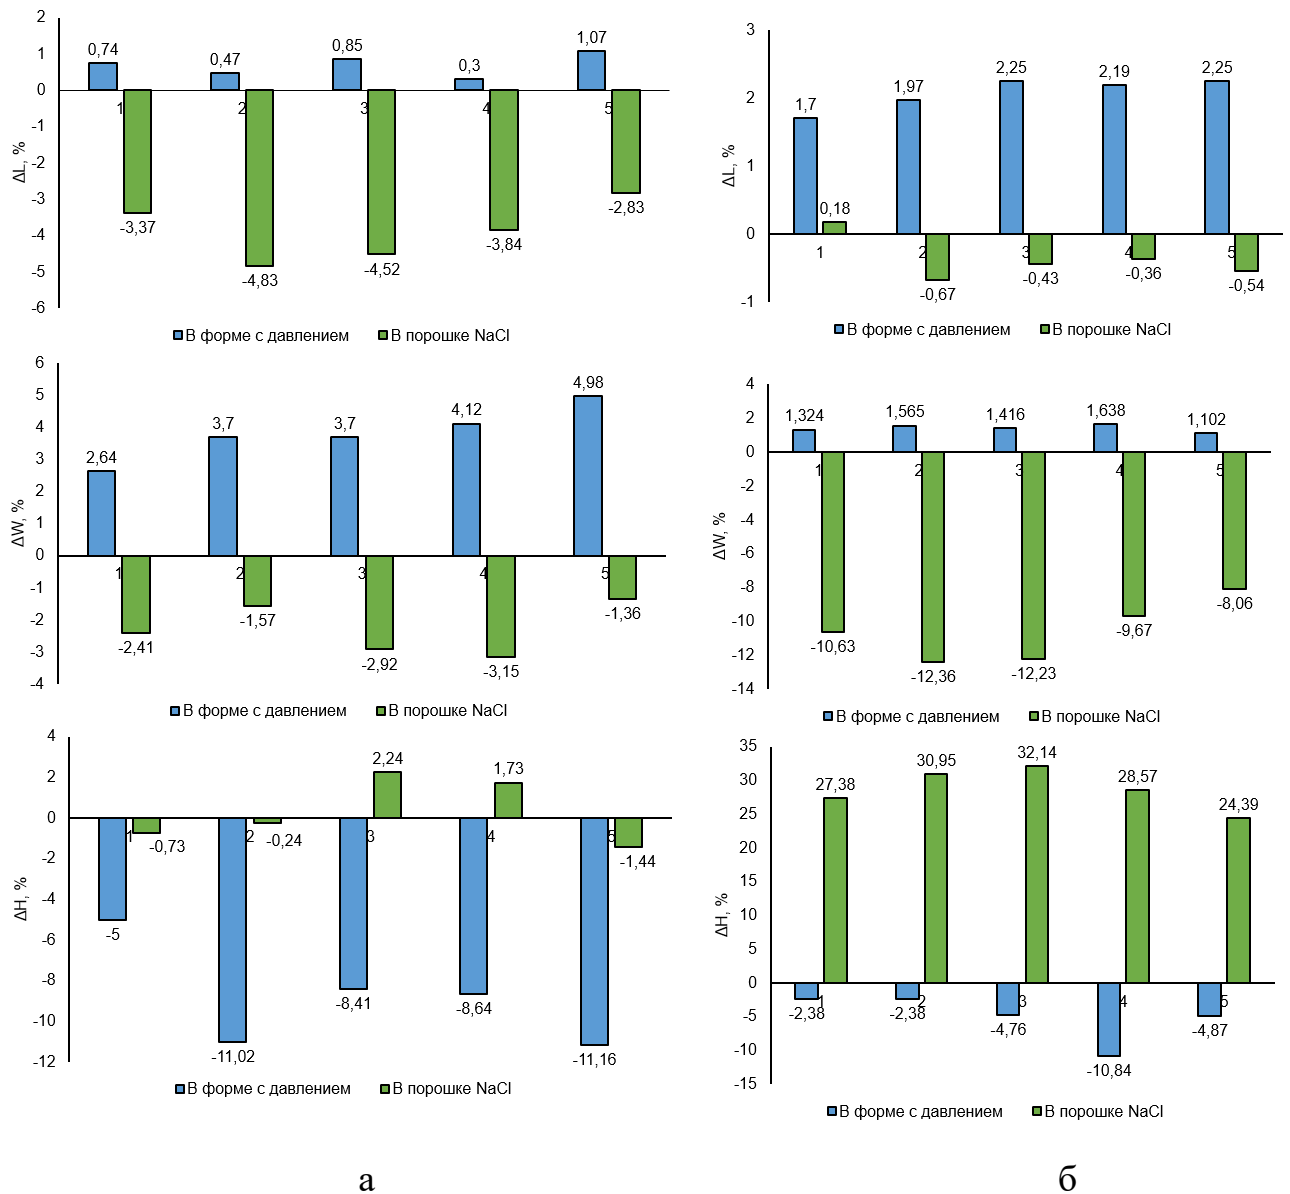 2
1
0
-1
-2
-3
-4
-5
-6
ΔL, %
0,74 0,47 0,85 0,3 1,07
1 2 3 4 5
-3,37 -4,83 -4,52 -3,84 -2,83
В форме с давлением В порошке NaCl
3
2
1
0
-1
ΔL, %
1,7 1,97 2,25 2,19 2,25
0,18 -0,67 -0,43 -0,36 -0,54
1 2 3 4 5
В форме с давлением В порошке NaCl
6
5
4
3
2
1
0
-1
-2
-3
-4
ΔW, %
2,64 3,7 3,7 4,12 4,98
1 2 3 4 5
-2,41 -1,57 -2,92 -3,15 -1,36
В форме с давлением В порошке NaCl
4
2
0
-2
-4
-6
-8
-10
-12
-14
ΔW, %
1,324 1,565 1,416 1,638 1,102
1 2 3 4 5
-10,63 -12,36 -12,23 -9,67 -8,06
В форме с давлением В порошке NaCl
4
2
0
-2
-4
-6
-8
-10
-12
ΔH, %
-0,73 -0,24 2,24 1,73 -1,44
1 2 3 4 5
-5 -11,02 -8,41 -8,64 -11,16
В форме с давлением В порошке NaCl
35
30
25
20
15
10
5
0
-5
-10
-15
ΔH, %
27,38 30,95 32,14 28,57 24,39
1 2 3 4 5
-2,38 -2,38 -4,76 -10,84 -4,87
В форме с давлением В порошке NaCl
а б